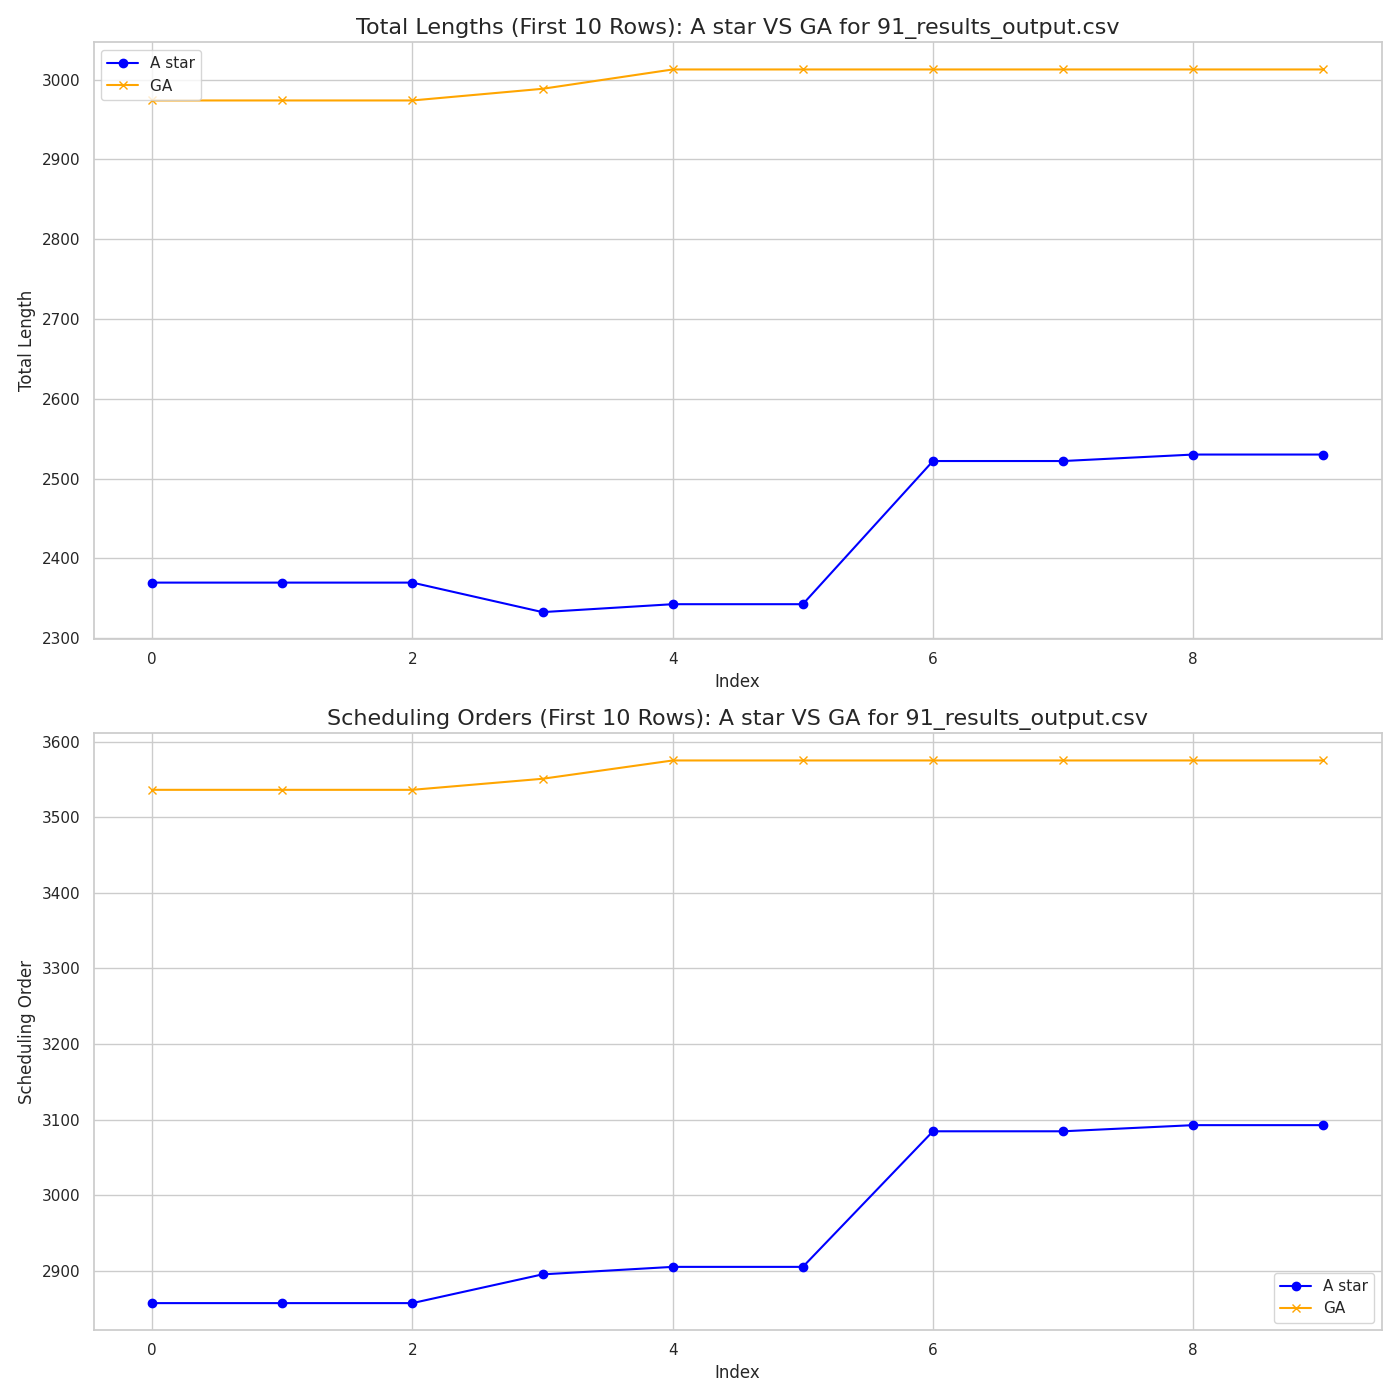 Total Lengths (First 10 Rows): A star VS GA for 91_results_output.csv
A star
GA
3000
2900
2800
2700
2600
2500
2400
2300
Total Length
0 2 4 6 8
Index
Scheduling Orders (First 10 Rows): A star VS GA for 91_results_output.csv
3600
3500
3400
3300
3200
3100
3000
2900
Scheduling Order
A star
GA
0 2 4 6 8
Index